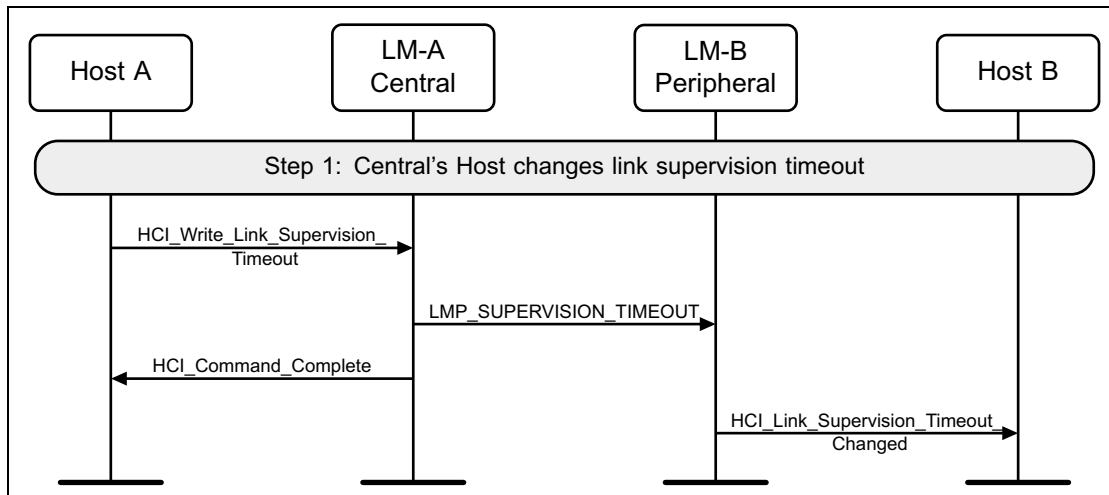 Host A
LM-A
Central
LM-B
Peripheral
Host B
Step 1: Central's Host changes link supervision timeout
HCI_Write_Link_Supervision_
Timeout
LMP_SUPERVISION_TIMEOUT
HCI_Command_Complete
HCI_Link_Supervision_Timeout_
Changed